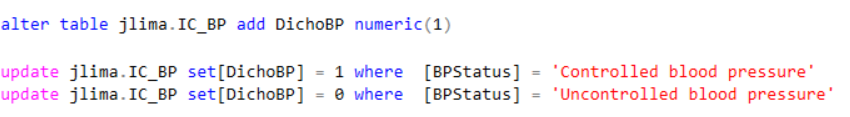 alter table jlima.IC_BP add DichoBP numeric(1)
update jlima.IC_BP set[DichoBP] = 1 where  [BPStatus] = 'Controlled blood pressure'
update jlima.IC_BP set[DichoBP] = 0 where  [BPStatus] = 'Uncontrolled blood pressure'